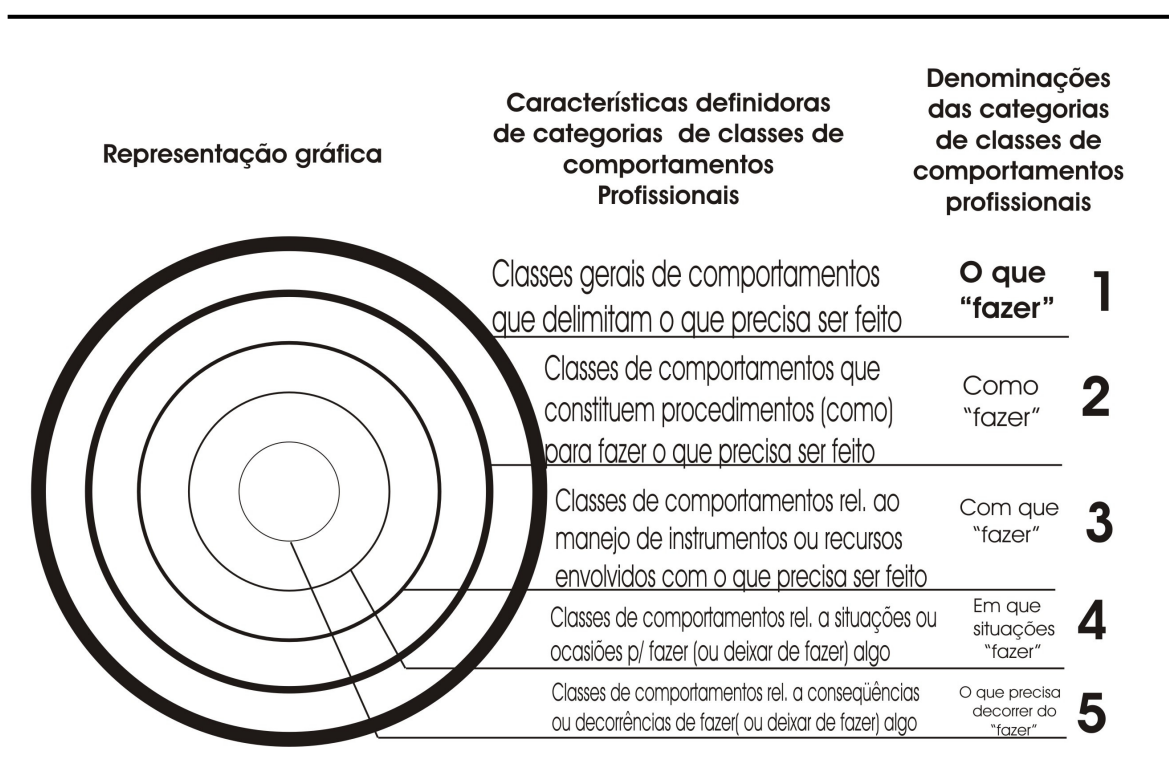 Representação gráfica
Características definidoras
de categorias de classes de
comportamentos
Profissionais
Denominações
das categorias
de classes de
comportamentos
profissionais
Classes gerais de comportamentos
que delimitam o que precisa ser feito
O que
“fazer”
1
Classes de comportamentos que
constituem procedimentos (como)
para fazer o que precisa ser feito
Como
“fazer”
2
Classes de comportamentos rel. ao
manejo de instrumentos ou recursos
envolvidos com o que precisa ser feito
Com que
“fazer”
3
Classes de comportamentos rel. a situações ou
ocasiões p/ fazer (ou deixar de fazer) algo
Em que
situações
“fazer”
4
Classes de comportamentos rel. a conseqüências
ou decorrências de fazer( ou deixar de fazer) algo
O que precisa
decorrer do
“fazer”
5